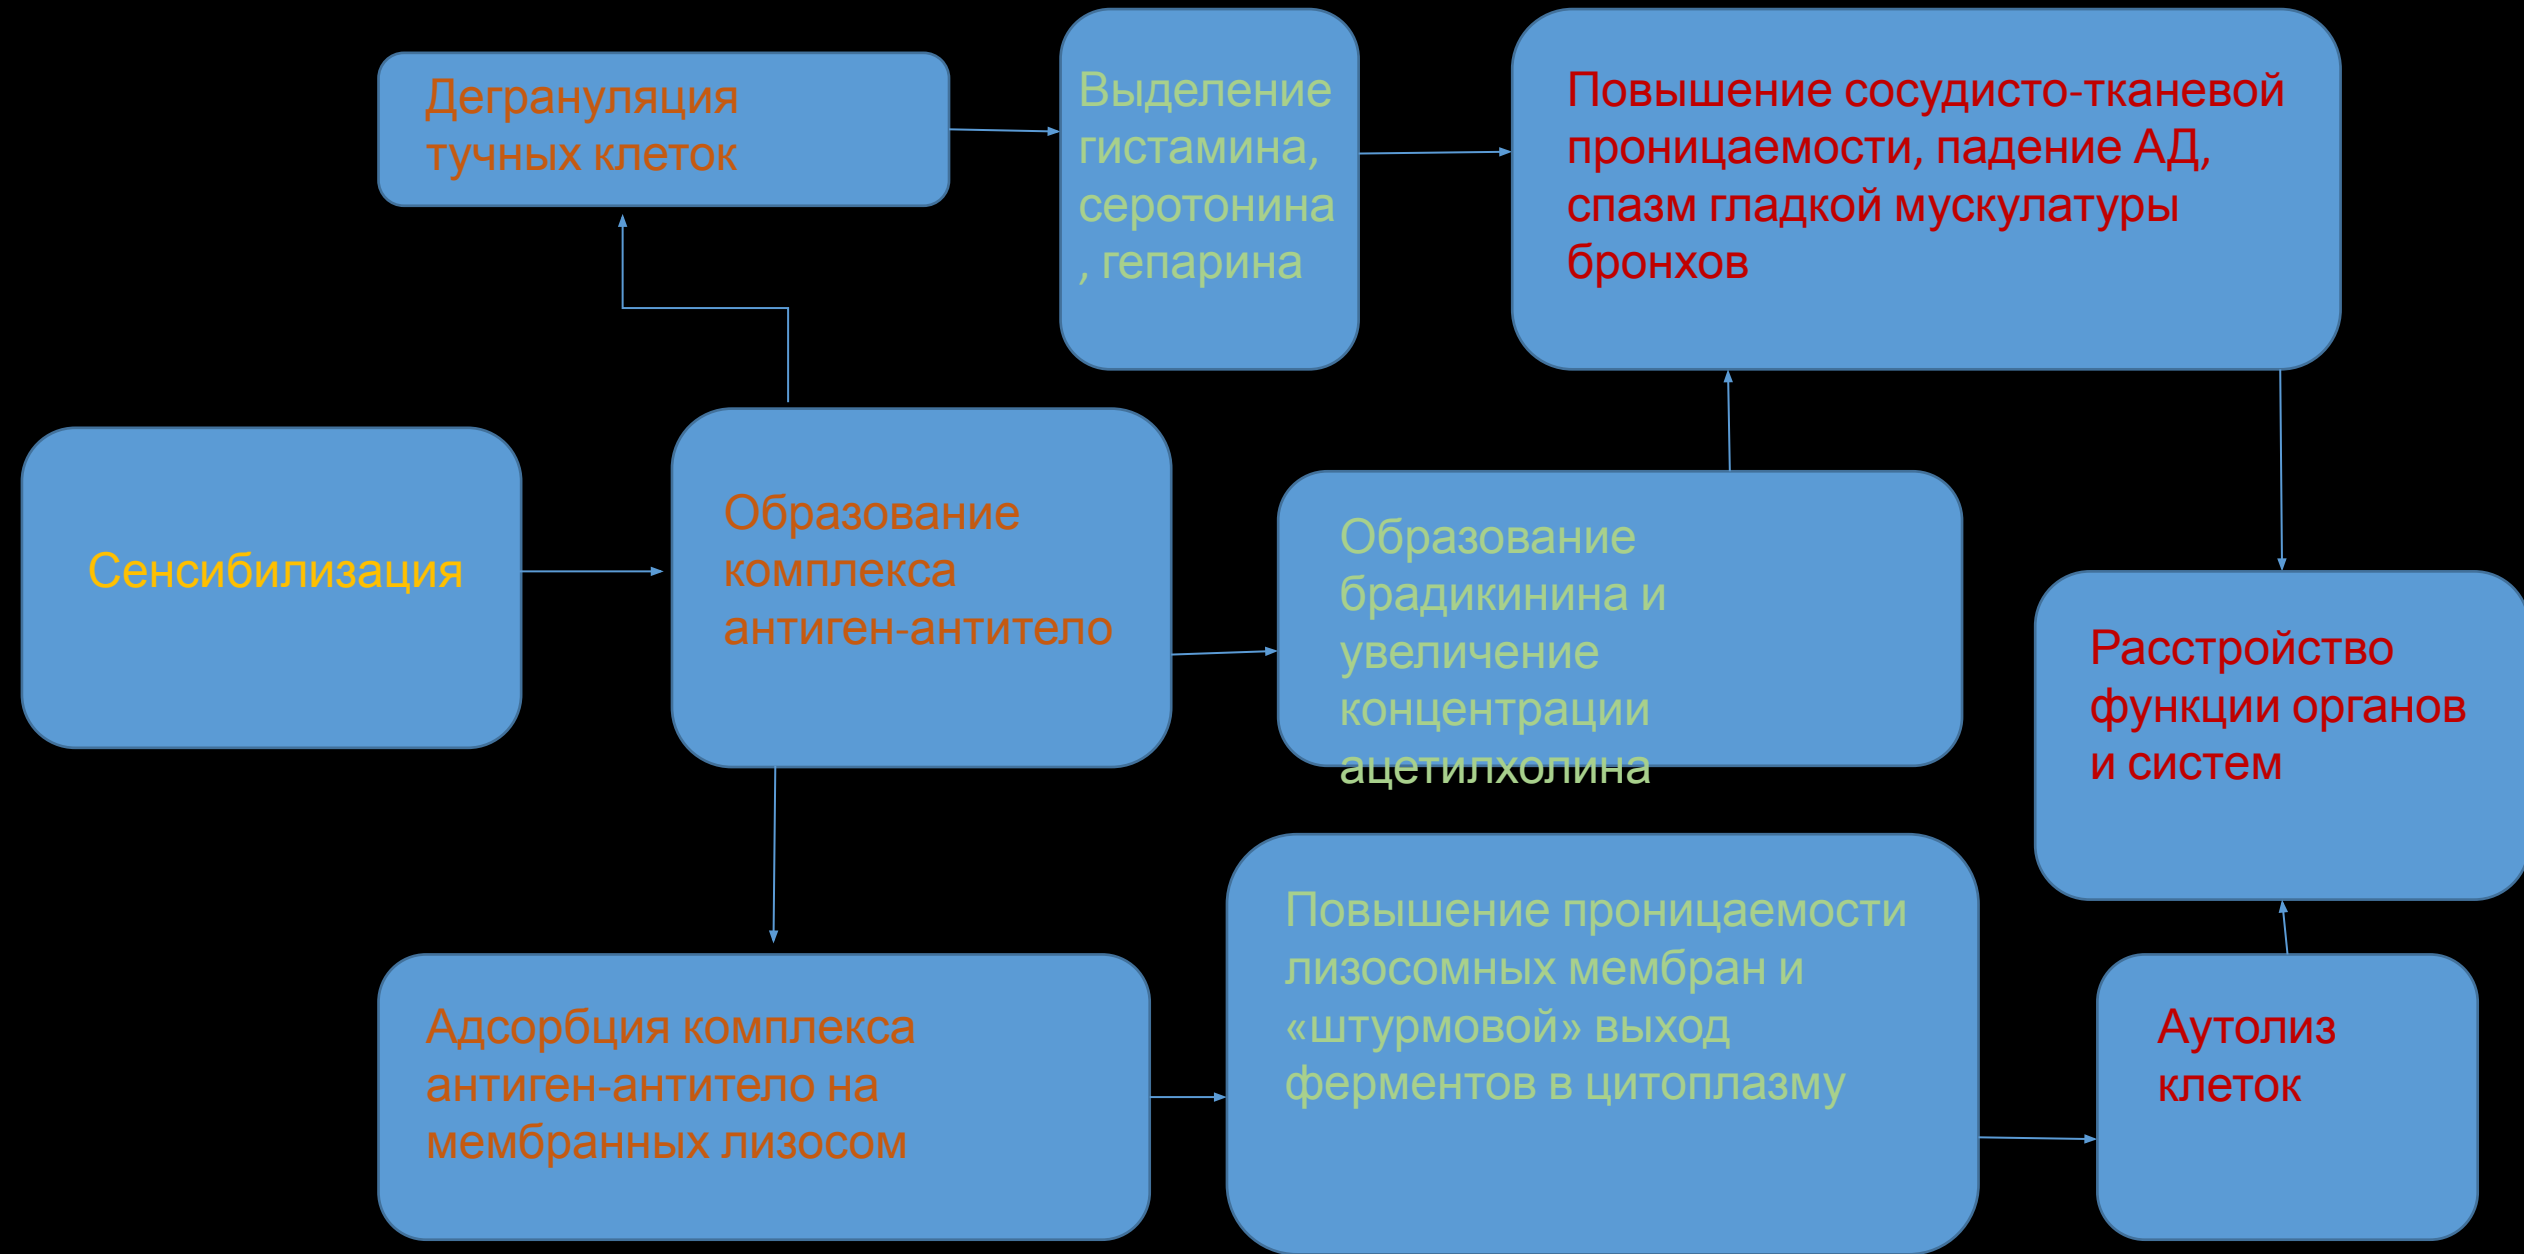 Дегрануляция
тучных клеток
Выделение
гистамина,
серотонина
, гепарина
Повышение сосудисто-тканевой
проницаемости, падение АД,
спазм гладкой мускулатуры
бронхов
Сенсибилизация
Образование
комплекса
антиген-антитело
Образование
брадикинина и
увеличение
концентрации
ацетилхолина
Расстройство
функции органов
и систем
Адсорбция комплекса
антиген-антитело на
мембранных лизосом
Повышение проницаемости
лизосомных мембран и
«штурмовой» выход
ферментов в цитоплазму
Аутолиз
клеток